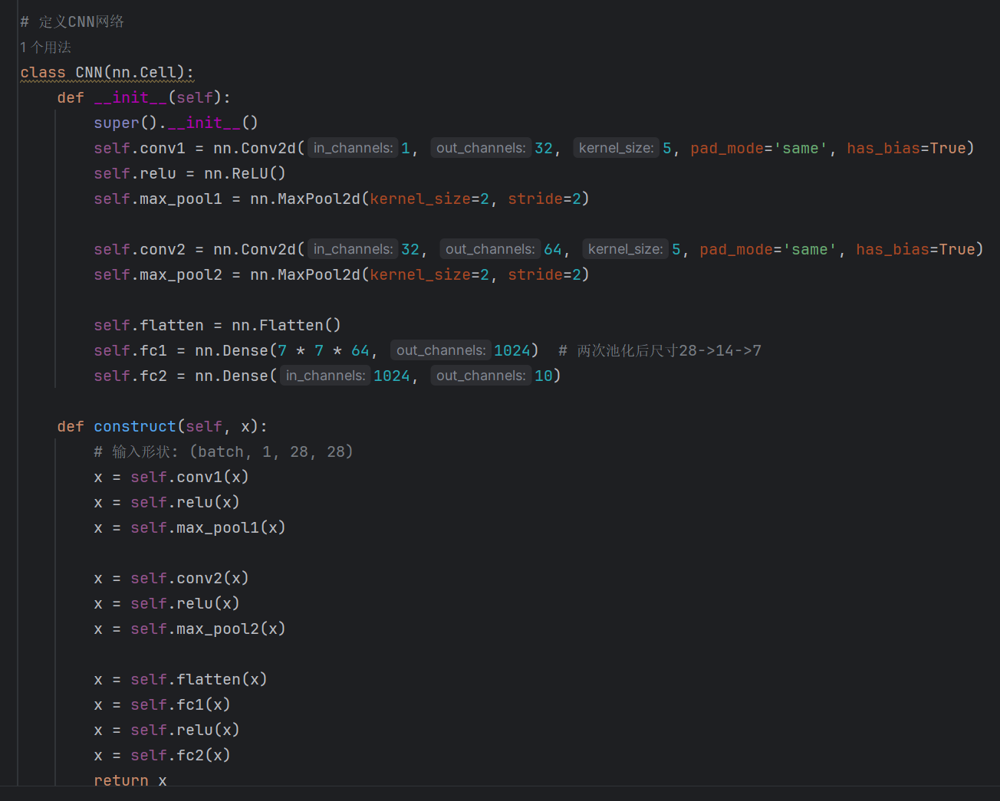 # 定义CNN网络
1个用法
class CNN(nn.Cell):
    def __init__(self):
        super().__init__()
        self.conv1 = nn.Conv2d( in_channels: 1,  out_channels: 32,  kernel_size: 5, pad_mode='same', has_bias=True)
        self.relu = nn.ReLU()
        self.max_pool1 = nn.MaxPool2d(kernel_size=2, stride=2)
        self.conv2 = nn.Conv2d( in_channels: 32,  out_channels: 64,  kernel_size: 5, pad_mode='same', has_bias=True)
        self.max_pool2 = nn.MaxPool2d(kernel_size=2, stride=2)
        self.flatten = nn.Flatten()
        self.fc1 = nn.Dense(7 * 7 * 64,  out_channels: 1024)  # 两次池化后尺寸28->14->7
        self.fc2 = nn.Dense( in_channels: 1024,  out_channels: 10)
    def construct(self, x):
        # 输入形状: (batch, 1, 28, 28)
        x = self.conv1(x)
        x = self.relu(x)
        x = self.max_pool1(x)
        x = self.conv2(x)
        x = self.relu(x)
        x = self.max_pool2(x)
        x = self.flatten(x)
        x = self.fc1(x)
        x = self.relu(x)
        x = self.fc2(x)
        return x